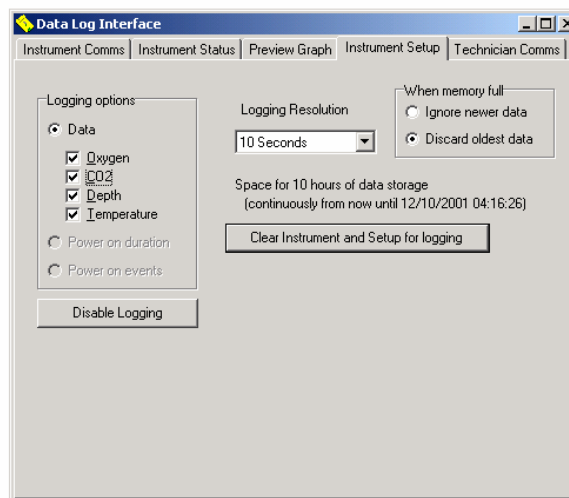 Data Log Interface
Instrument Comms Instrument Status Preview Graph Instrument Setup Technician Comms
Logging options
Data
Oxygen
CO2
Depth
Temperature
Power on duration
Power on events
Disable Logging
Logging Resolution
10 Seconds
When memory full
Ignore newer data
Discard oldest data
Space for 10 hours of data storage
(continuously from now until 12/10/2001 04:16:26)
Clear Instrument and Setup for logging